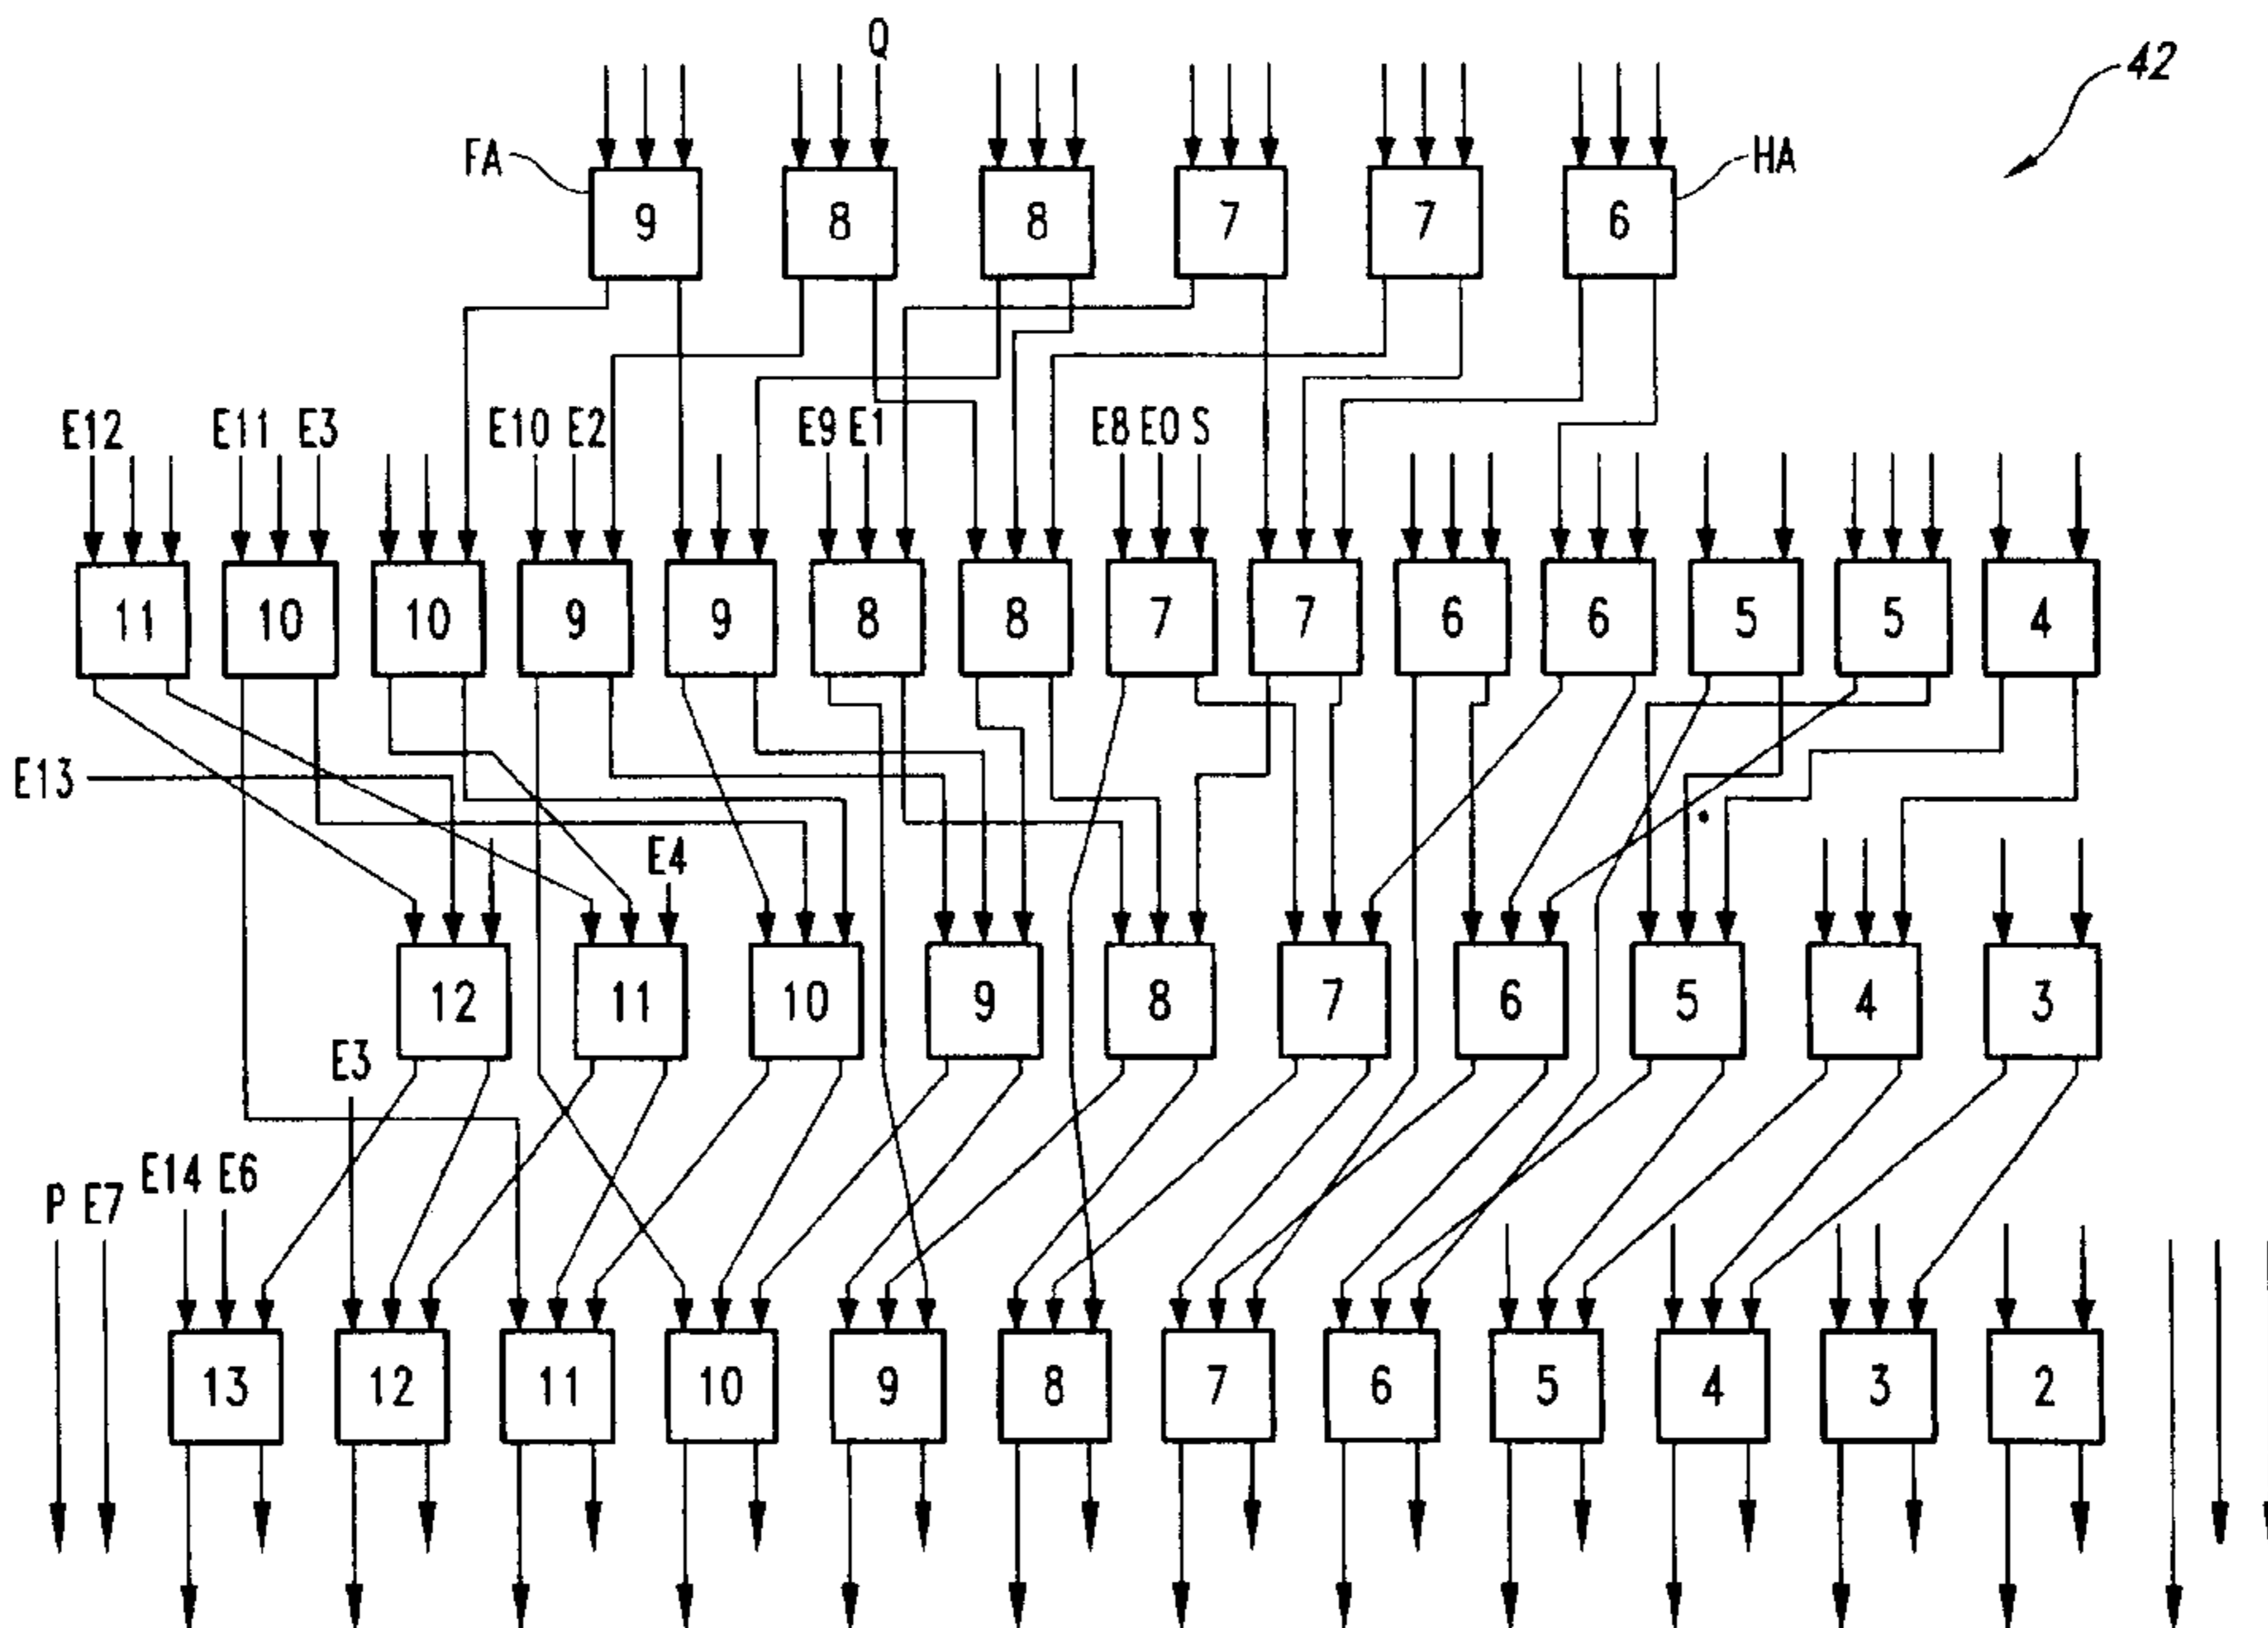 Q
42
FA
HA
9 8 8 7 7 6
E12 E11 E3 E10 E2 E9 E1 E8 E0 S
11 10 10 9 9 8 8 7 7 6 6 5 5 4
E13
E4
12 11 10 9 8 7 6 5 4 3
E3
E14 E6
P E7
13 12 11 10 9 8 7 6 5 4 3 2